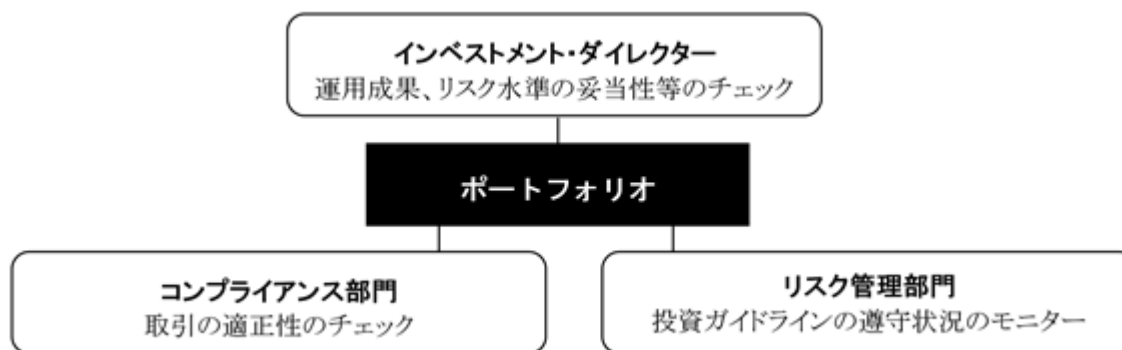 インベストメント・ダイレクター
運用成果、リスク水準の妥当性等のチェック
ポートフォリオ
コンプライアンス部門
取引の適正性のチェック
リスク管理部門
投資ガイドラインの遵守状況のモニター